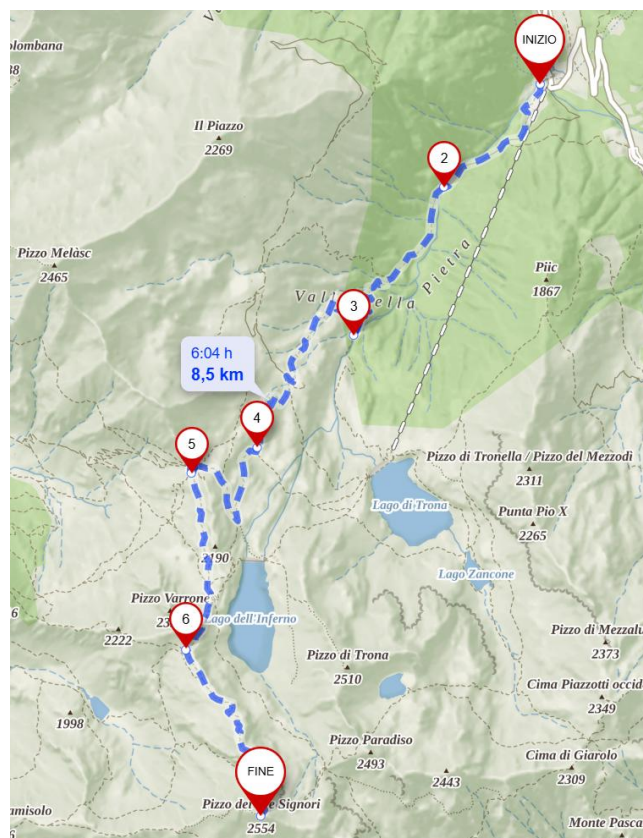 INIZIO
olombana
Il Piazzo
2269
2
Pizzo Melàsc
2465
Piic
1867
Valle della Pietra
3
6:04 h
8,5 km
4
5
Pizzo di Tronella / Pizzo del Mezzodì
2311
Lago di Trona
Punta Pio X
2265
Lago Zancone
Pizzo Varrone
2222
6
Lago dell'Inferno
Pizzo di Trona
2510
Pizzo di Mezzalu
2373
Cima Piazzotti occid
2349
1998
Pizzo Paradiso
2493
Cima di Giarolo
2309
2443
FINE
Pizzo dei Tre Signori
2554
amisolo
Monte Pasca